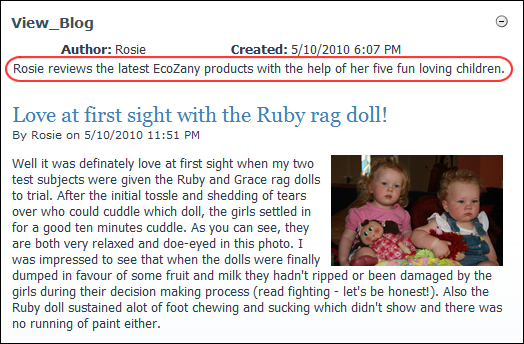 View_Blog
Author: Rosie Created: 5/10/2010 6:07 PM
Rosie reviews the latest EcoZany products with the help of her five fun loving children.
Love at first sight with the Ruby rag doll!
By Rosie on 5/10/2010 11:51 PM
Well it was definately love at first sight when my two
test subjects were given the Ruby and Grace rag dolls
to trial. After the initial tossle and shedding of tears
over who could cuddle which doll, the girls settled in
for a good ten minutes cuddle. As you can see, they
are both very relaxed and doe-eyed in this photo. I
was impressed to see that when the dolls were finally
dumped in favour of some fruit and milk they hadn't ripped or been damaged by the
girls during their decision making process (read fighting - let's be honest!). Also the
Ruby doll sustained alot of foot chewing and sucking which didn't show and there was
no running of paint either.